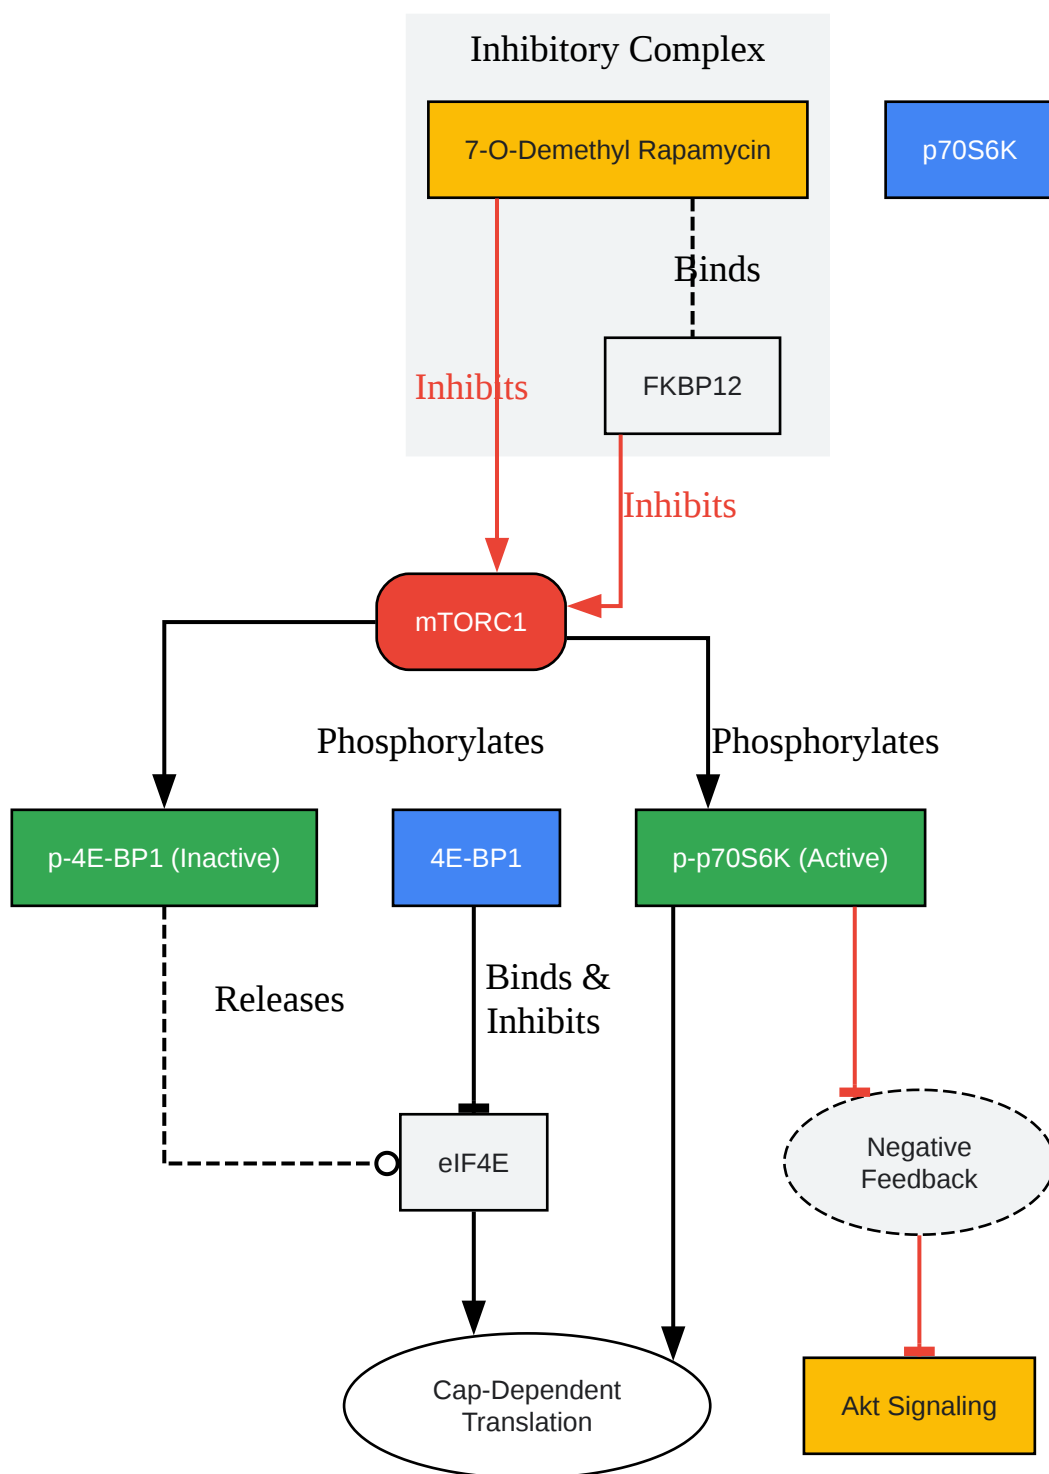 Inhibitory Complex
7-O-Demethyl Rapamycin
p70S6K
Binds
Inhibits
FKBP12
Inhibits
mTORC1
Phosphorylates
Phosphorylates
p-4E-BP1 (Inactive)
4E-BP1
p-p70S6K (Active)
Releases
Binds &
Inhibits
eIF4E
Negative
Feedback
Cap-Dependent
Translation
Akt Signaling